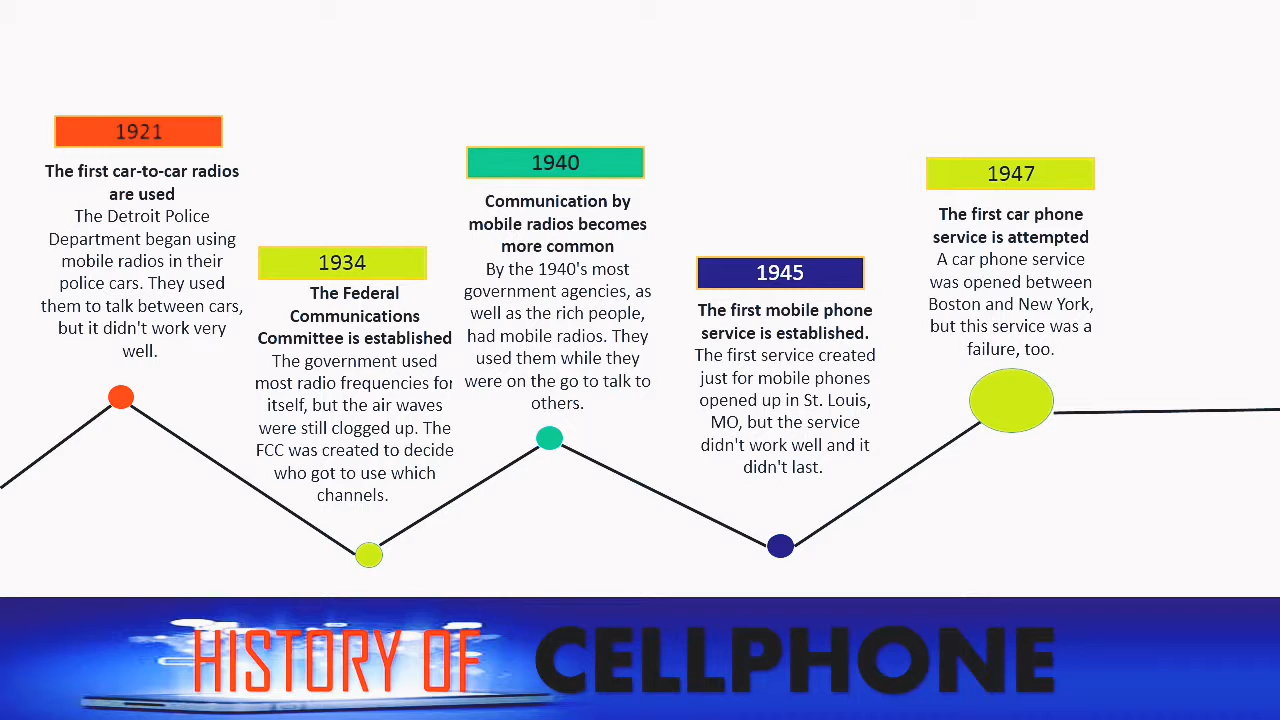 1921
The first car-to-car radios
are used
The Detroit Police
Department began using
mobile radios in their
police cars. They used
them to talk between cars,
but it didn't work very
well.
1934
The Federal
Communications
Committee is established
The government used
most radio frequencies for
itself, but the air waves
were still clogged up. The
FCC was created to decide
who got to use which
channels.
1940
Communication by
mobile radios becomes
more common
By the 1940's most
government agencies, as
well as the rich people,
had mobile radios. They
used them while they
were on the go to talk to
others.
1945
The first mobile phone
service is established.
The first service created
just for mobile phones
opened up in St. Louis,
MO, but the service
didn't work well and it
didn't last.
1947
The first car phone
service is attempted
A car phone service
was opened between
Boston and New York,
but this service was a
failure, too.
HISTORY OF CELLPHONE